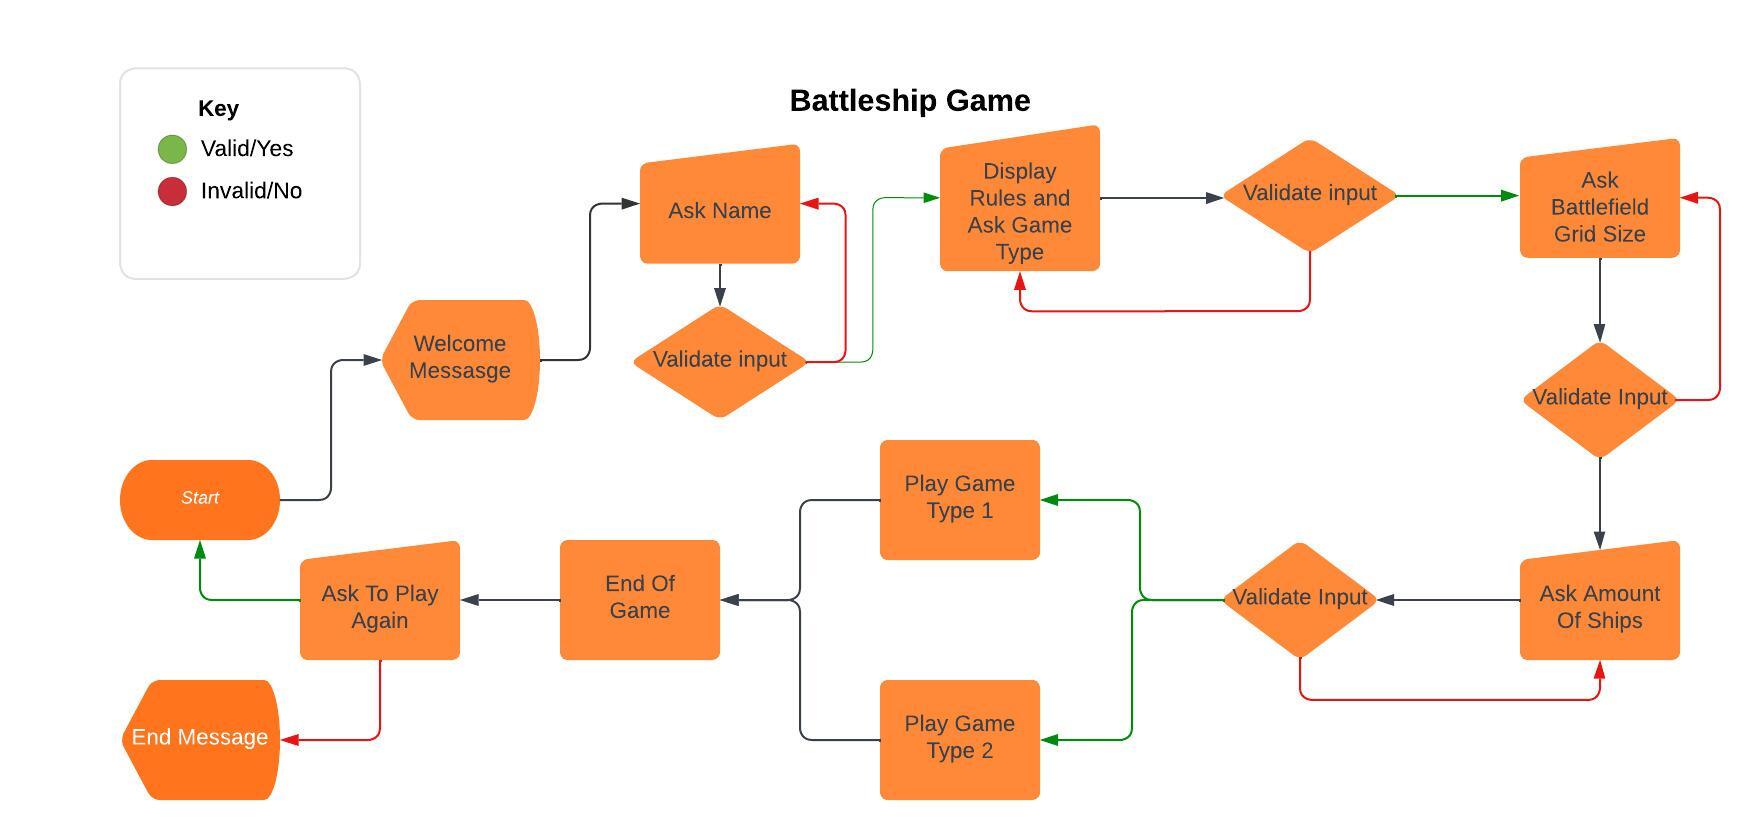 Battleship Game
Key
Valid/Yes
Invalid/No
Start
Welcome
Messasge
Ask Name
Validate input
Display
Rules and
Ask Game
Type
Validate input
Ask
Battlefield
Grid Size
Validate Input
Ask Amount
Of Ships
Validate Input
Play Game
Type 1
Play Game
Type 2
End Of
Game
Ask To Play
Again
End Message